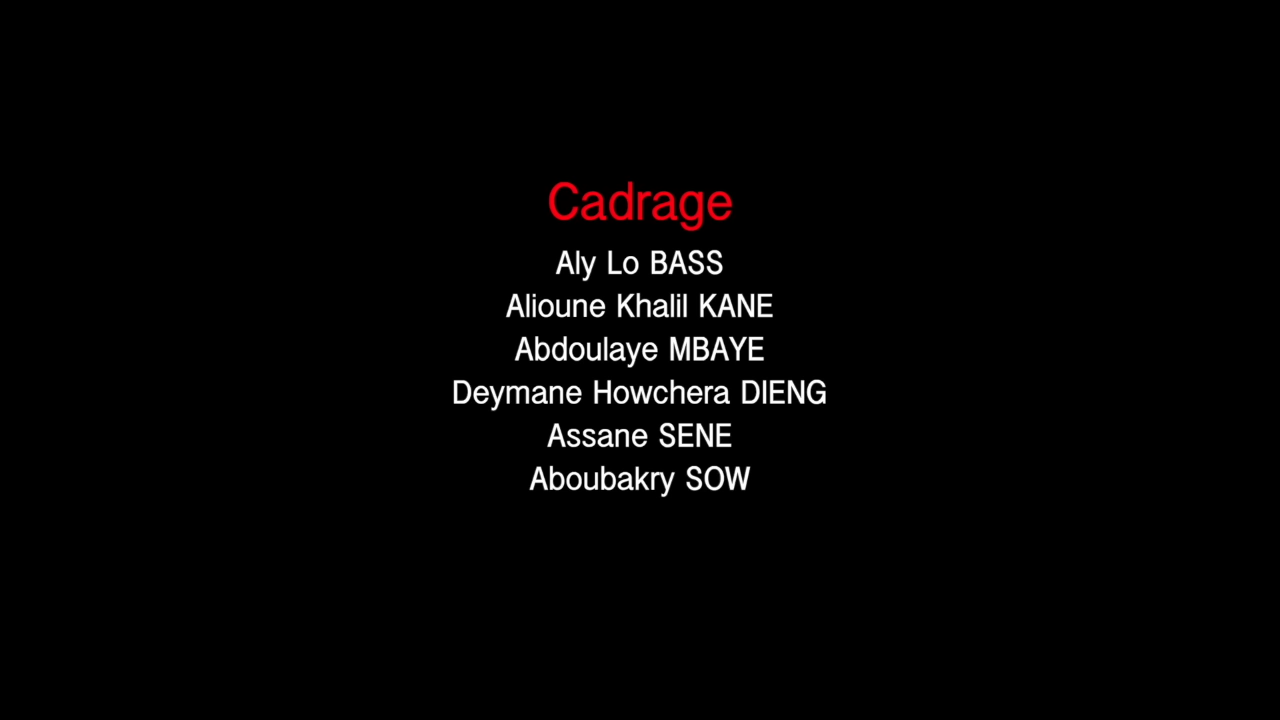 Cadrage
Aly Lo BASS
Alioune Khalil KANE
Abdoulaye MBAYE
Deymane Howchera DIENG
Assane SENE
Aboubakry SOW